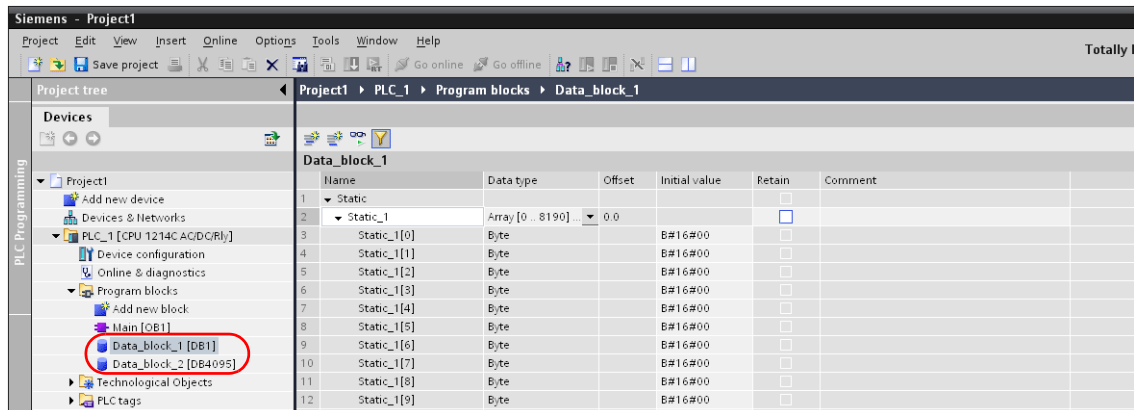 Siemens - Project1
Project Edit View Insert Online Options Tools Window Help
Totally
Save project Go online Go offline
Project tree
Project1 PLC_1 Program blocks Data_block_1
Devices
PLC Programming
Data_block_1
Name Data type Offset Initial value Retain Comment
Project1
Add new device
Devices & Networks
PLC_1 [CPU 1214C AC/DC/Rly]
Device configuration
Online & diagnostics
Program blocks
Add new block
Main [OB1]
Data_block_1 [DB1]
Data_block_2 [DB4095]
Technological Objects
PLC tags
1 Static
2 Static_1 Array [0 .. 8190] ... 0.0
3 Static_1[0] Byte B#16#00
4 Static_1[1] Byte B#16#00
5 Static_1[2] Byte B#16#00
6 Static_1[3] Byte B#16#00
7 Static_1[4] Byte B#16#00
8 Static_1[5] Byte B#16#00
9 Static_1[6] Byte B#16#00
10 Static_1[7] Byte B#16#00
11 Static_1[8] Byte B#16#00
12 Static_1[9] Byte B#16#00